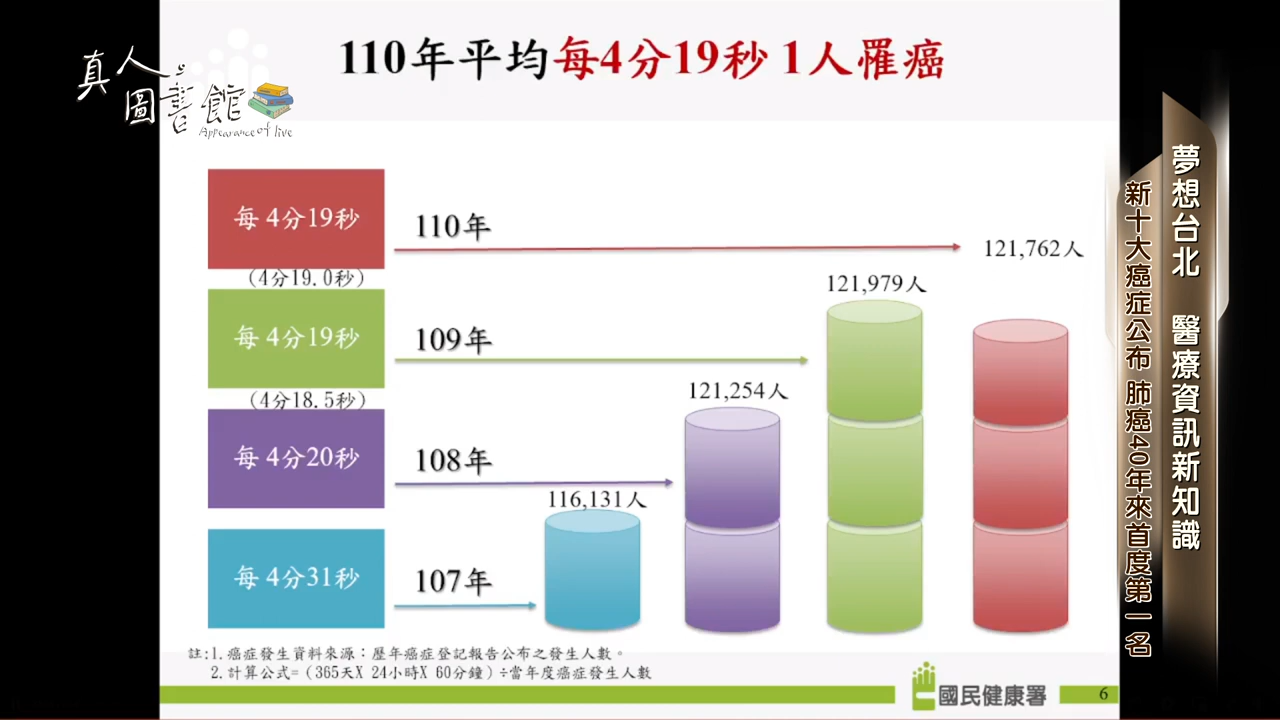 真人
圖書館
Appearance of live
110年平均每4分19秒 1人罹癌
每 4分19秒
110年
121,762人
(4分19.0秒)
121,979人
每 4分19秒
109年
(4分18.5秒)
121,254人
每 4分20秒
108年
116,131人
每 4分31秒
107年
註:1.癌症發生資料來源：歷年癌症登記報告公布之發生人數。
2.計算公式=（365天X 24小時X 60分鐘）÷當年度癌症發生人數
國民健康署
6
夢想台北 醫療資訊新知識
新十大癌症公布 肺癌40年來首度第一名